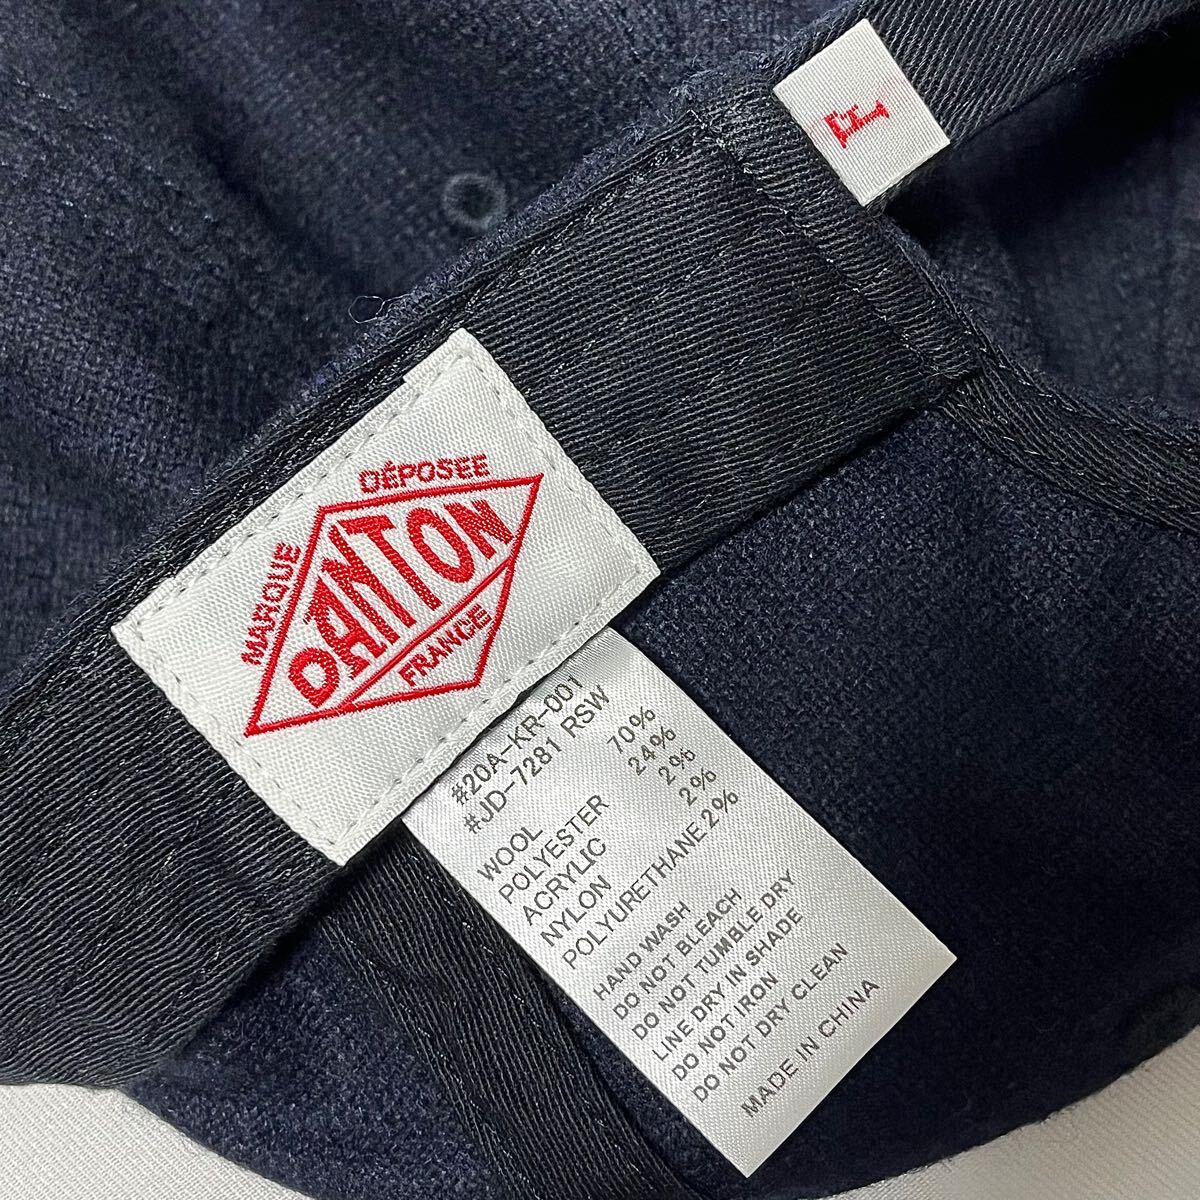 F
MARQUE DÉPOSEE
DANTON
FRANCE
#20A-KR-001
#JD-7281 RSW
WOOL 70%
POLYESTER 24%
ACRYLIC 2%
NYLON 2%
POLYURETHANE 2%
HAND WASH
DO NOT BLEACH
DO NOT TUMBLE DRY
LINE DRY IN SHADE
DO NOT IRON
DO NOT DRY CLEAN
MADE IN CHINA